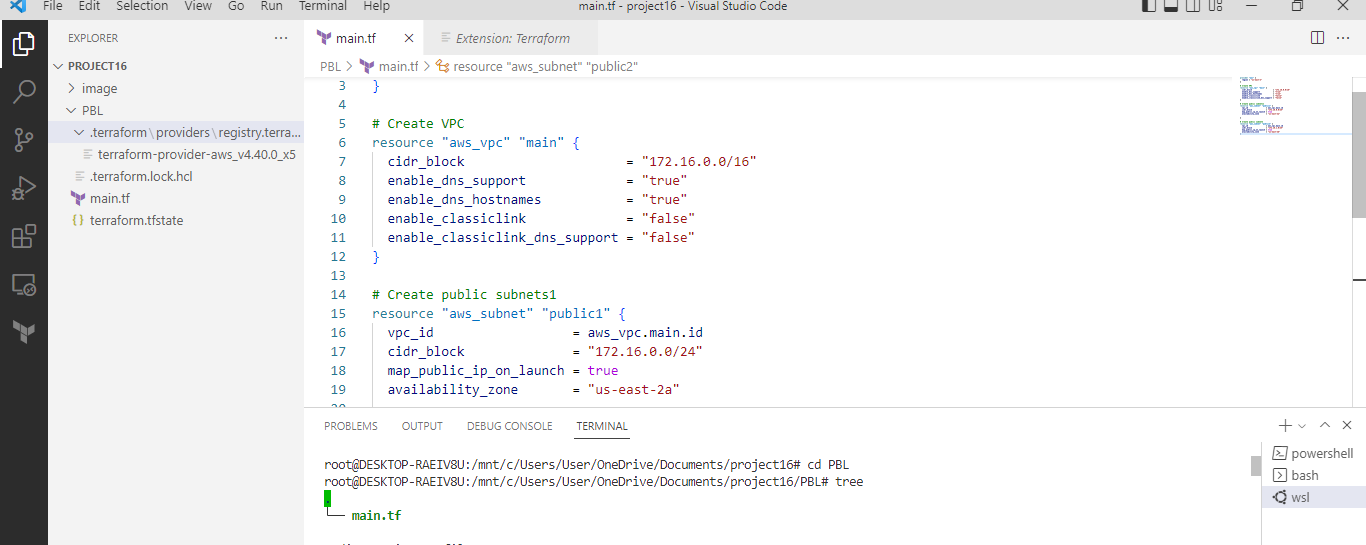 File Edit Selection View Go Run Terminal Help main.tf - project16 - Visual Studio Code
EXPLORER
PROJECT16
image
PBL
.terraform\providers\registry.terra...
terraform-provider-aws_v4.40.0_x5
.terraform.lock.hcl
main.tf
terraform.tfstate
main.tf Extension: Terraform
PBL > main.tf > resource "aws_subnet" "public2"
3 }
4
5 # Create VPC
6 resource "aws_vpc" "main" {
7 cidr_block = "172.16.0.0/16"
8 enable_dns_support = "true"
9 enable_dns_hostnames = "true"
10 enable_classiclink = "false"
11 enable_classiclink_dns_support = "false"
12 }
13
14 # Create public subnets1
15 resource "aws_subnet" "public1" {
16 vpc_id = aws_vpc.main.id
17 cidr_block = "172.16.0.0/24"
18 map_public_ip_on_launch = true
19 availability_zone = "us-east-2a"
PROBLEMS OUTPUT DEBUG CONSOLE TERMINAL
root@DESKTOP-RAEIV8U:/mnt/c/Users/User/OneDrive/Documents/project16# cd PBL
root@DESKTOP-RAEIV8U:/mnt/c/Users/User/OneDrive/Documents/project16/PBL# tree
.
└── main.tf
powershell
bash
wsl